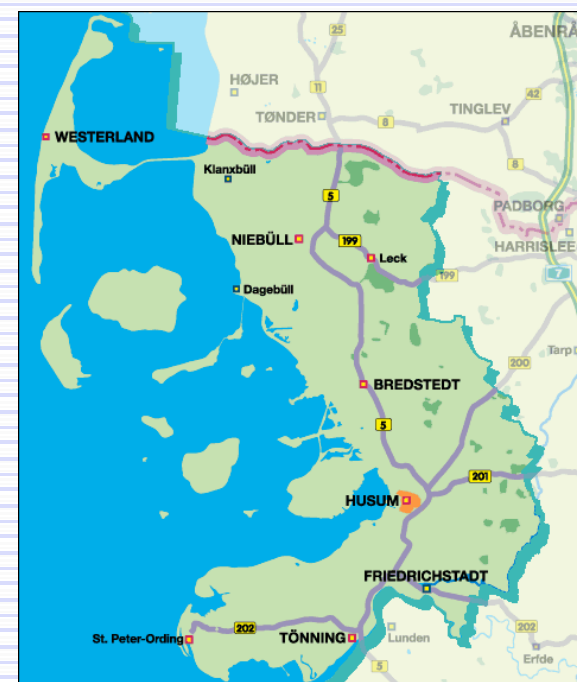 ÅBENRÅ
25
HØJER
11
42
TØNDER
8
TINGLEV
WESTERLAND
8
Klanxbüll
5
PADBORG
NIEBÜLL
199
HARRISLEE
Leck
199
7
Dagebüll
Tarp
200
BREDSTEDT
5
201
HUSUM
FRIEDRICHSTADT
202
202
St. Peter-Ording
TÖNNING
Lunden
Erfde
5